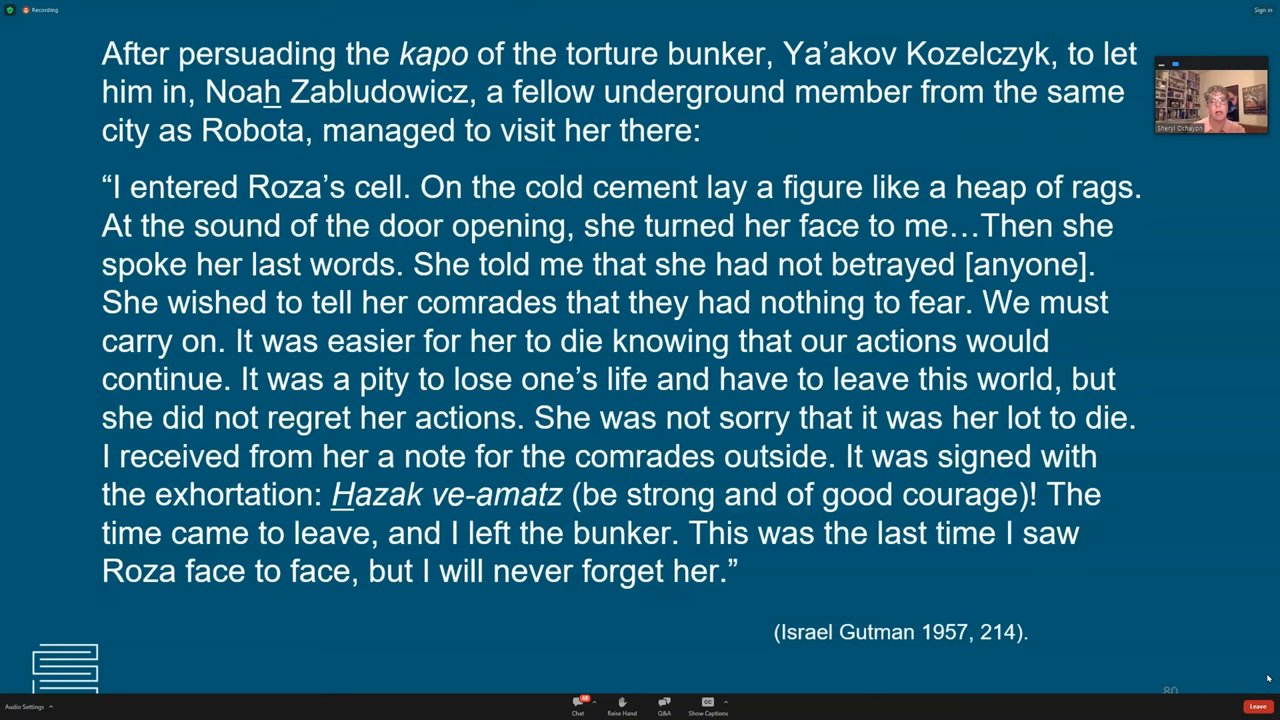 Recording
Sign in
After persuading the kapo of the torture bunker, Ya’akov Kozelczyk, to let
him in, Noah Zabludowicz, a fellow underground member from the same
city as Robota, managed to visit her there:
“I entered Roza’s cell. On the cold cement lay a figure like a heap of rags.
At the sound of the door opening, she turned her face to me…Then she
spoke her last words. She told me that she had not betrayed [anyone].
She wished to tell her comrades that they had nothing to fear. We must
carry on. It was easier for her to die knowing that our actions would
continue. It was a pity to lose one’s life and have to leave this world, but
she did not regret her actions. She was not sorry that it was her lot to die.
I received from her a note for the comrades outside. It was signed with
the exhortation: Hazak ve-amatz (be strong and of good courage)! The
time came to leave, and I left the bunker. This was the last time I saw
Roza face to face, but I will never forget her.”
(Israel Gutman 1957, 214).
Sheryl Ochayon
80
Audio Settings
Chat
Raise Hand
Q&A
CC
Show Captions
Leave